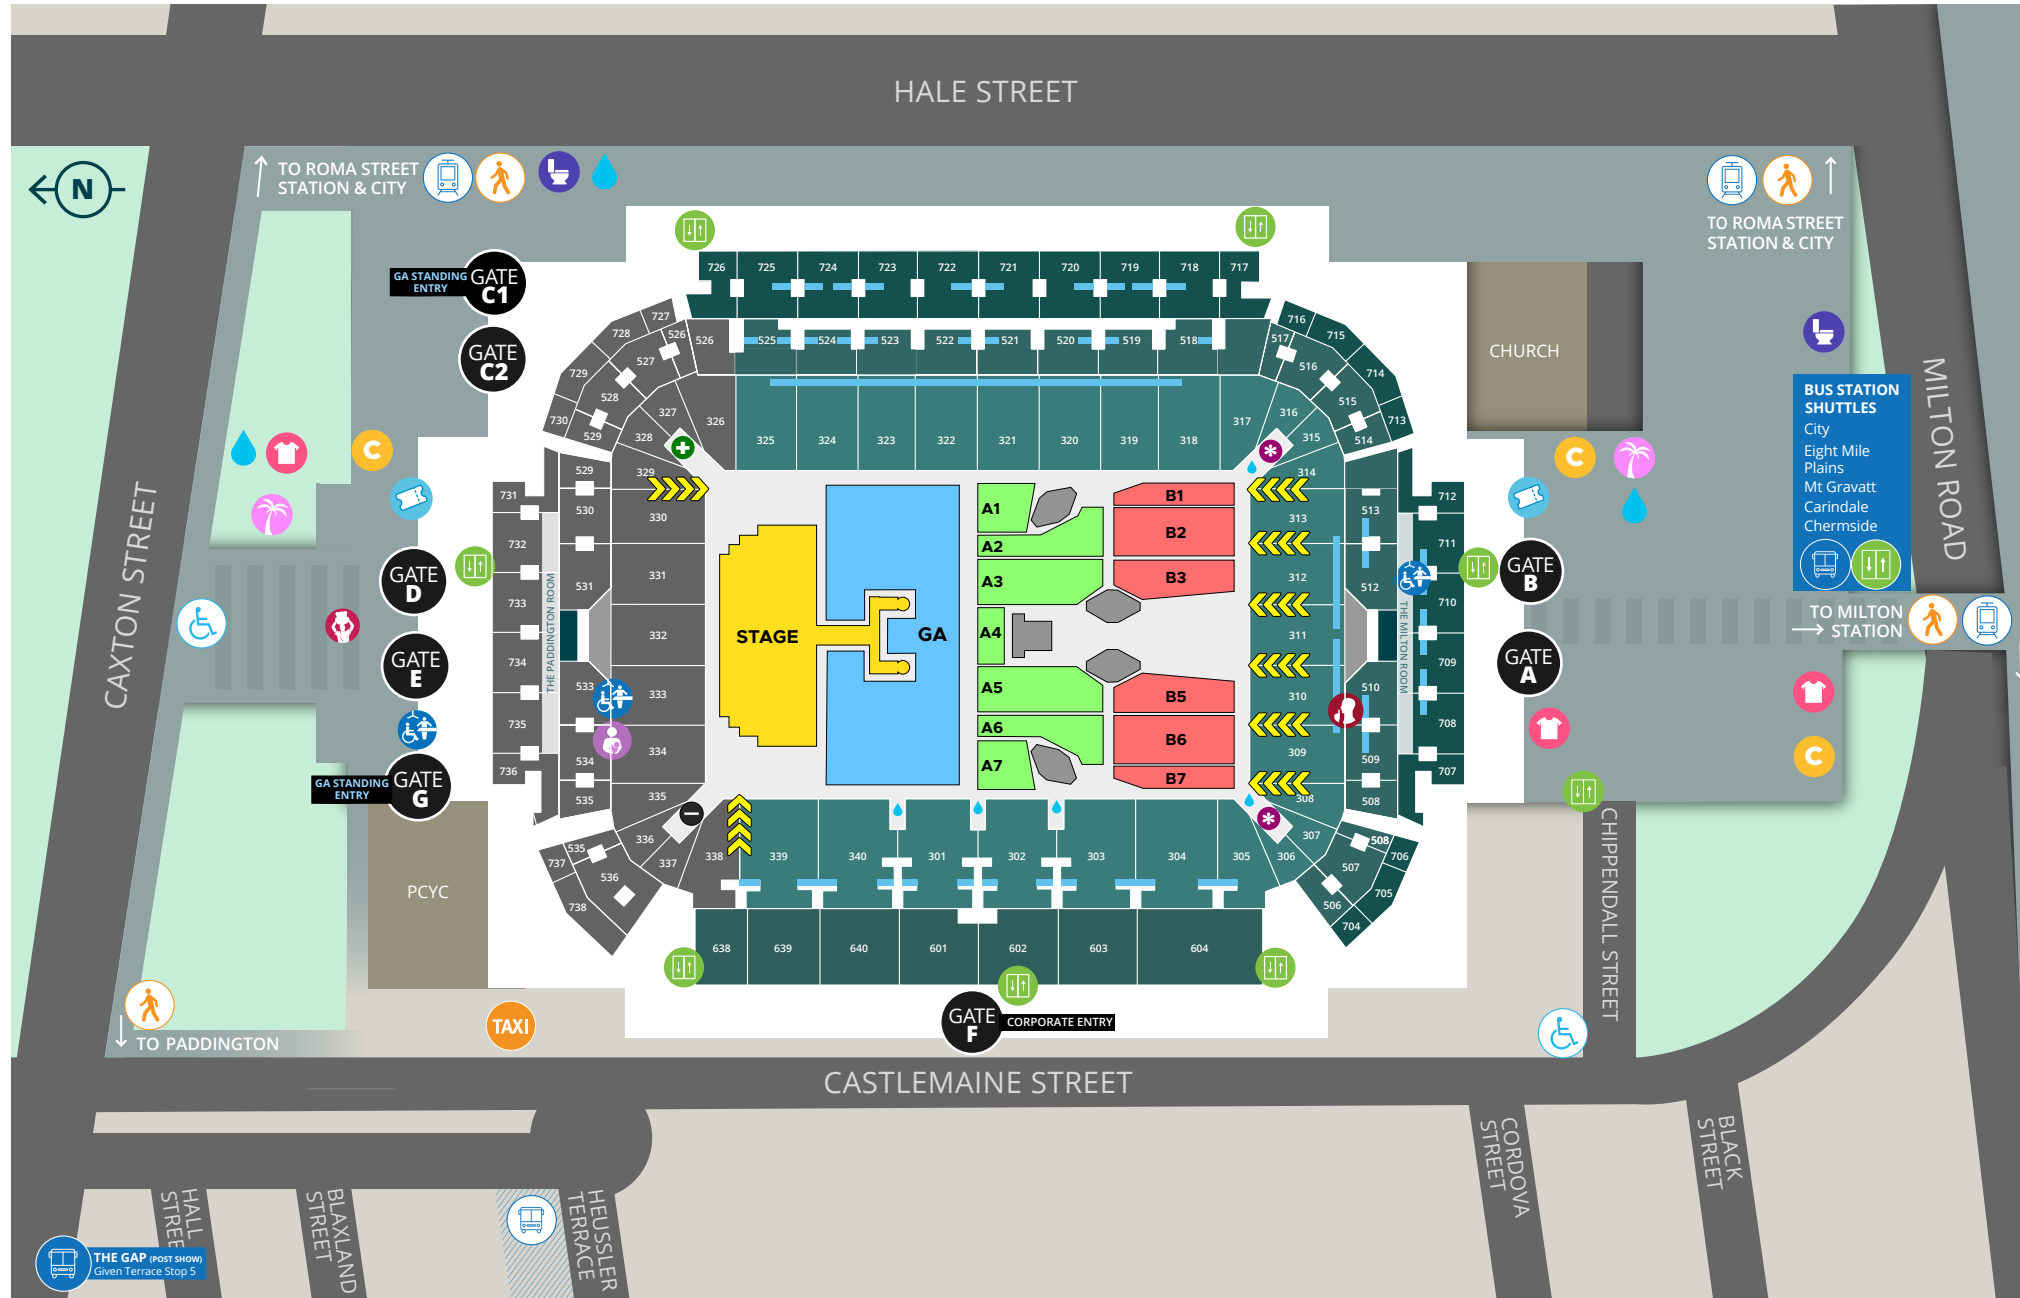 HALE STREET
N
TO ROMA STREET
STATION & CITY
TO ROMA STREET
STATION & CITY
GA STANDING
ENTRY
GATE
C1
GATE
C2
726 725 724 723 722 721 720 719 718 717
727 728 729 730
716 715 714 713
526 526 525 524 523 522 521 520 519 518 517
527 528 529
516 515 514
327 328 326 325 324 323 322 321 320 319 318 317 316 315
CHURCH
MILTON ROAD
BUS STATION
SHUTTLES
City
Eight Mile
Plains
Mt Gravatt
Carindale
Chermside
C
C
CAXTON STREET
731 732 733 734 735 736
529 530 531 533 534 535
329 330 331 332 333 334 335
THE PADDINGTON ROOM
STAGE
GA
A1
A2
A3
A4
A5
A6
A7
B1
B2
B3
B5
B6
B7
314 313 312 311 310 309 308
513 512 510 509 508
THE MILTON ROOM
712 711 710 709 708 707
GATE
D
GATE
E
GA STANDING
ENTRY
GATE
G
GATE
B
GATE
A
TO MILTON
STATION
C
PCYC
336 337 338 339 340 301 302 303 304 305 306 307
535 536 737 738
508 507 506 706 705 704
638 639 640 601 602 603 604
GATE
F
CORPORATE ENTRY
TAXI
TO PADDINGTON
CHIPPENDALL STREET
CASTLEMAINE STREET
HALL
STREET
BLAXLAND
STREET
HEUSSLER
TERRACE
CORDOVA
STREET
BLACK
STREET
THE GAP (POST SHOW)
Given Terrace Stop 5